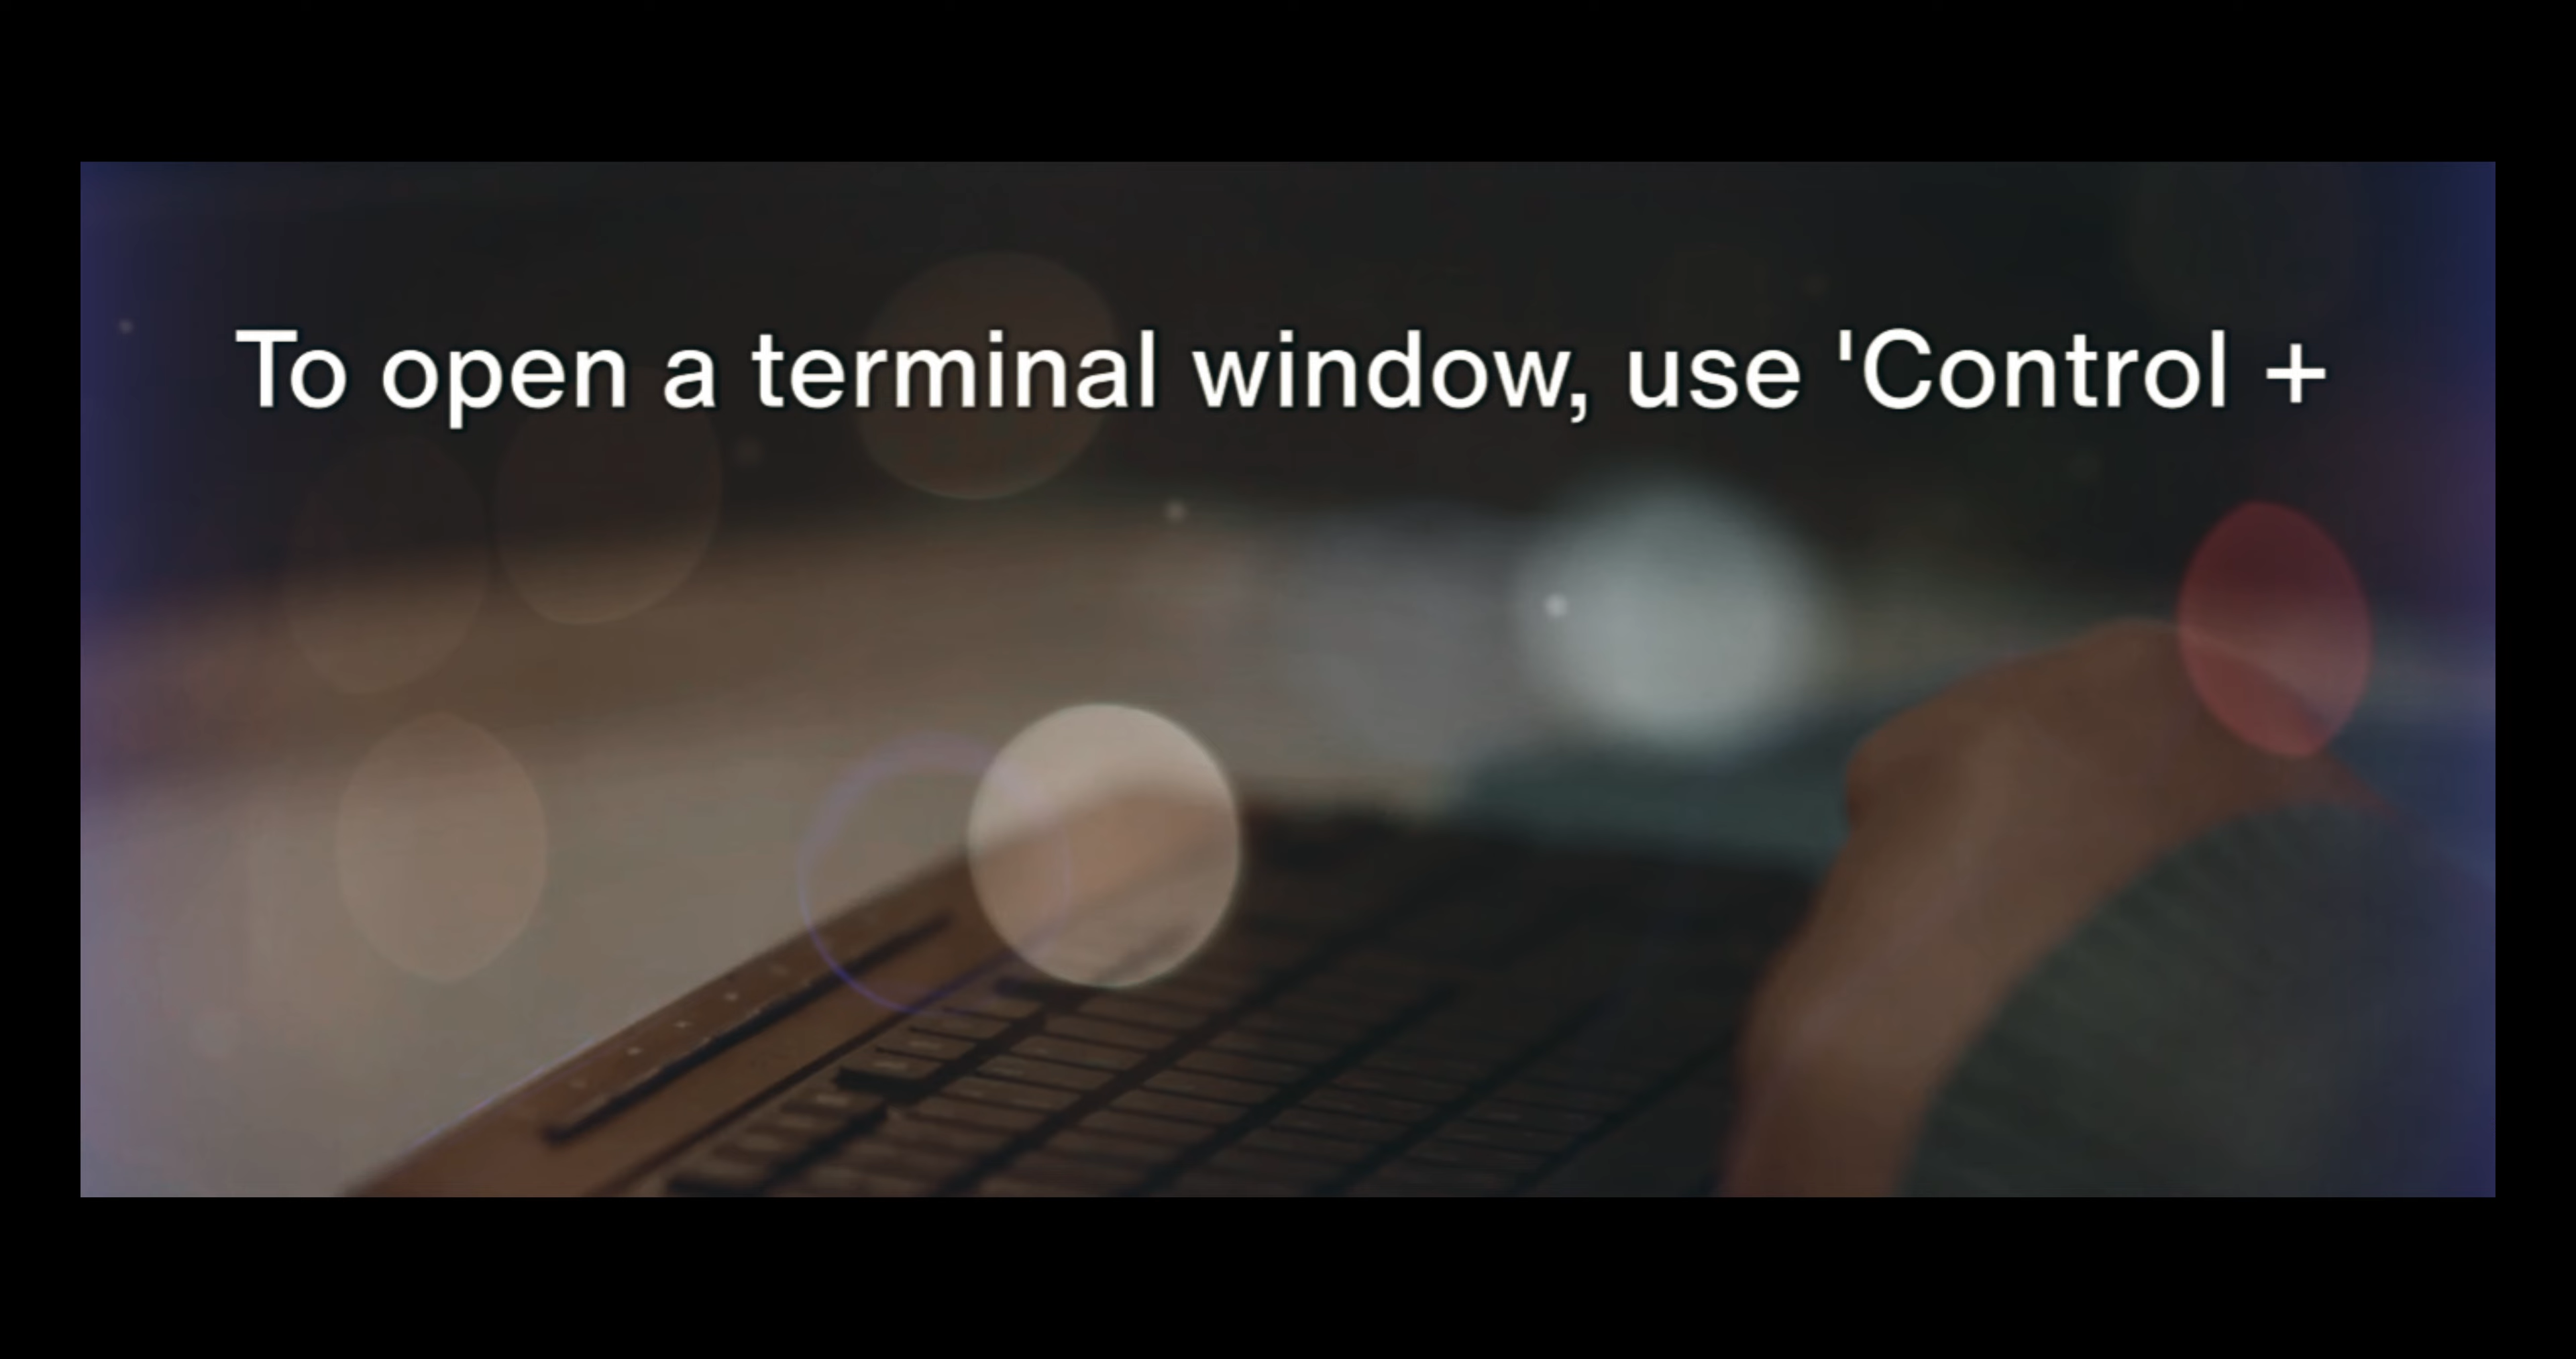 To open a terminal window, use 'Control +